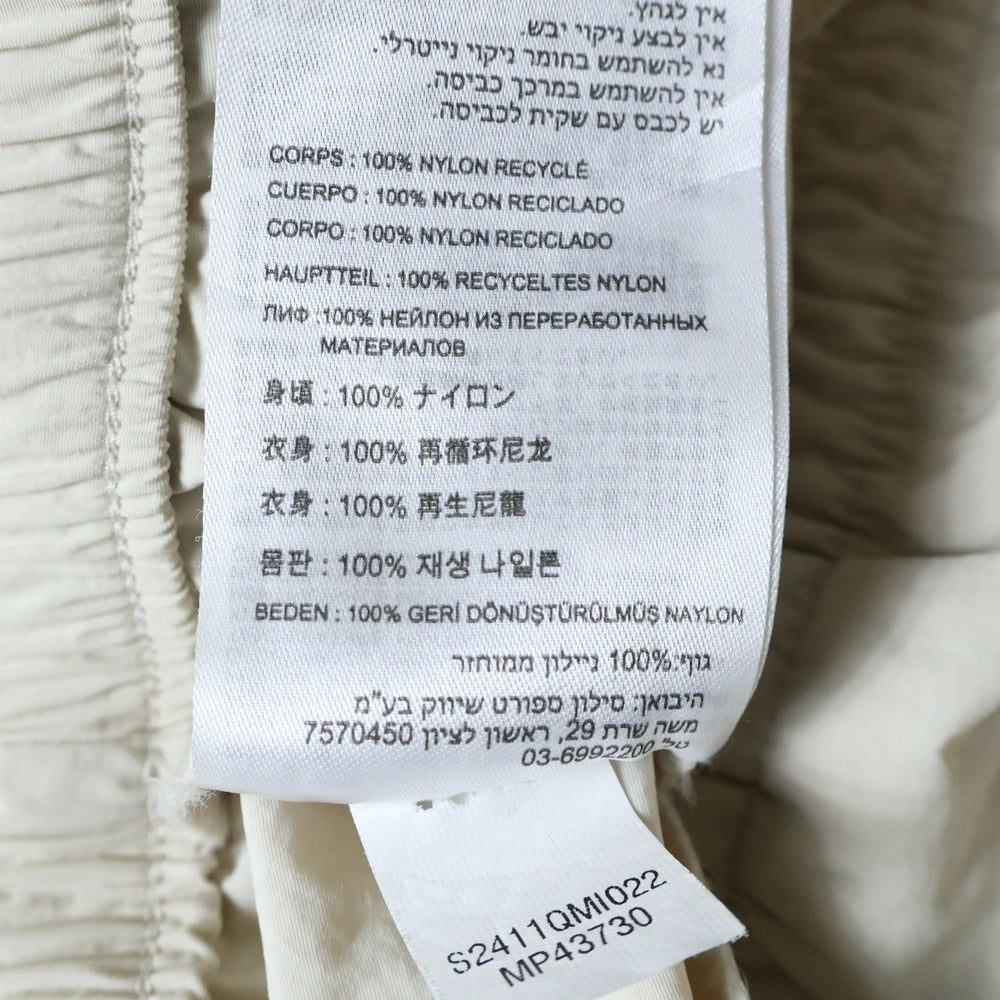 אין לגהץ.
אין לבצע ניקוי יבש.
נא להשתמש בחומר ניקוי נייטרלי.
אין להשתמש במרכך כביסה.
יש לכבס עם שקית לכביסה.
CORPS : 100% NYLON RECYCLÉ
CUERPO : 100% NYLON RECICLADO
CORPO : 100% NYLON RECICLADO
HAUPTTEIL : 100% RECYCELTES NYLON
ЛИФ :100% НЕЙЛОН ИЗ ПЕРЕРАБОТАННЫХ
МАТЕРИАЛОВ
身頃 : 100% ナイロン
衣身 : 100% 再循环尼龙
衣身 : 100% 再生尼龍
몸판 : 100% 재생 나일론
BEDEN : 100% GERİ DÖNÜŞTÜRÜLMÜŞ NAYLON
גוף:100% ניילון ממוחזר
היבואן: סילון ספורט שיווק בע"מ
משה שרת 29, ראשון לציון 7570450
טל' 03-6992200
S2411QMI022
MP43730